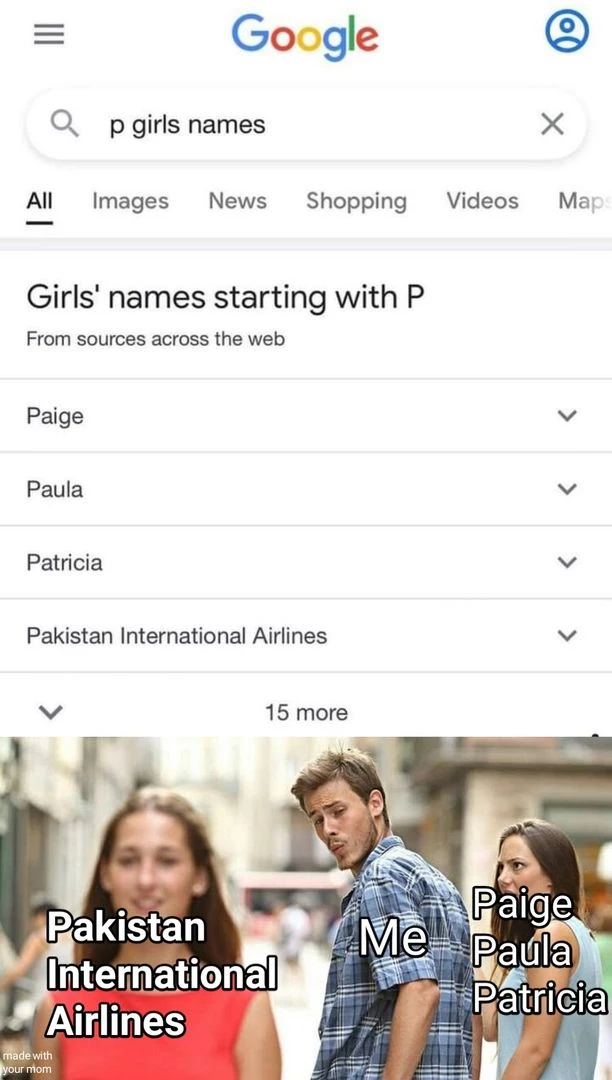 Google
p girls names
All Images News Shopping Videos Maps
Girls' names starting with P
From sources across the web
Paige
Paula
Patricia
Pakistan International Airlines
15 more
Pakistan
International
Airlines
Me
Paige
Paula
Patricia
made with
your mom